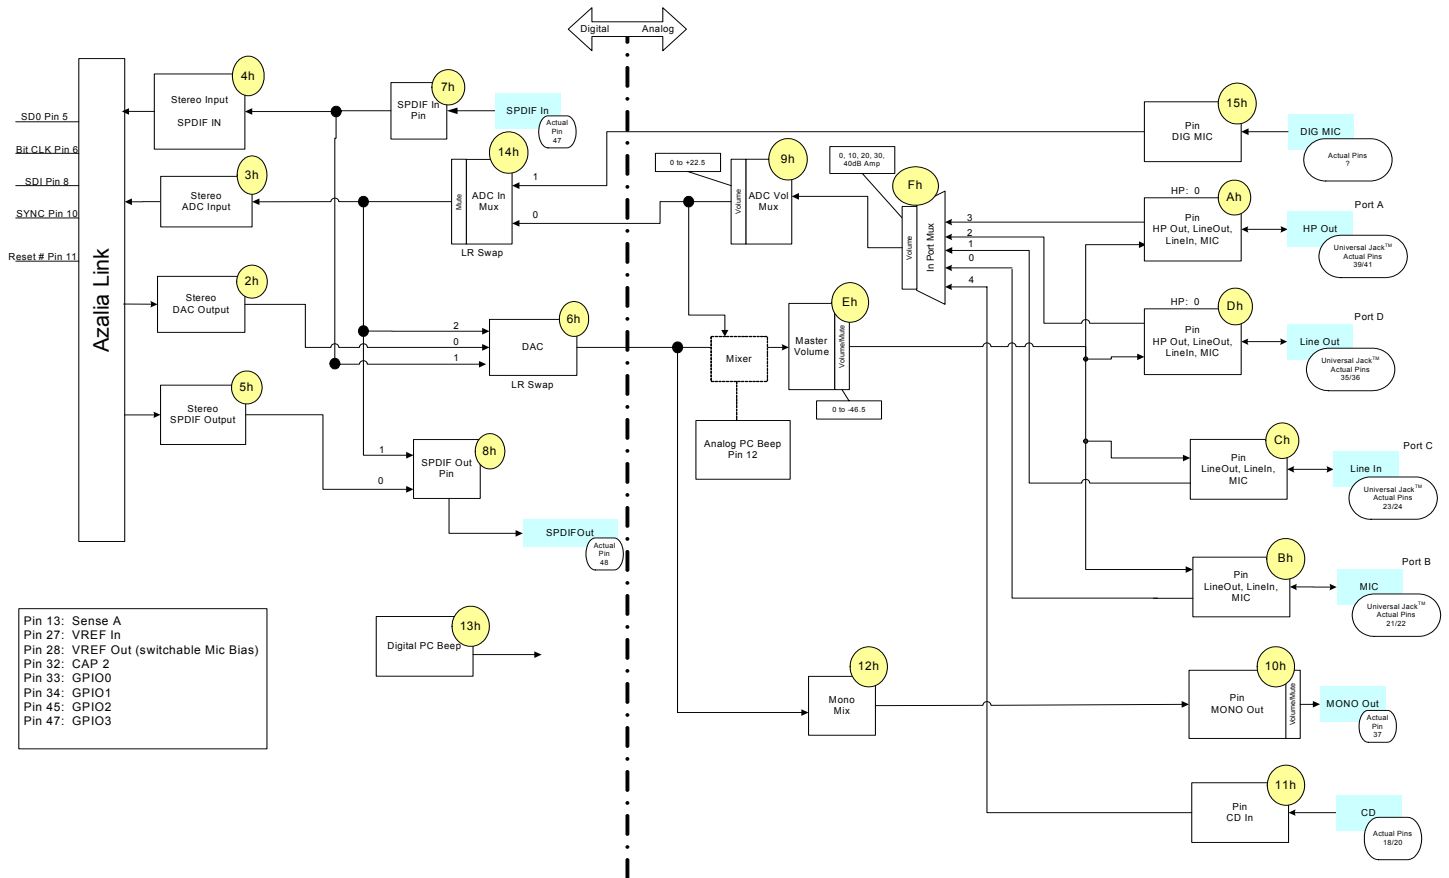 Digital
Analog
Azalia Link
SD0 Pin 5
Bit CLK Pin 6
SDI Pin 8
SYNC Pin 10
Reset # Pin 11
4h
Stereo Input
SPDIF IN
7h
SPDIF In
Pin
SPDIF In
Actual
Pin
47
3h
Stereo
ADC Input
14h
Mute
ADC In
Mux
LR Swap
1
0
2h
Stereo
DAC Output
6h
DAC
LR Swap
2
0
1
5h
Stereo
SPDIF Output
8h
SPDIF Out
Pin
1
0
SPDIFOut
Actual
Pin
48
13h
Digital PC Beep
Pin 13: Sense A
Pin 27: VREF In
Pin 28: VREF Out (switchable Mic Bias)
Pin 32: CAP 2
Pin 33: GPIO0
Pin 34: GPIO1
Pin 45: GPIO2
Pin 47: GPIO3
0 to +22.5
9h
Volume
ADC Vol
Mux
0, 10, 20, 30,
40dB Amp
Fh
Volume
In Port Mux
3
2
1
0
4
Mixer
Analog PC Beep
Pin 12
Eh
Master
Volume
Volume/Mute
0 to -46.5
12h
Mono
Mix
15h
Pin
DIG MIC
DIG MIC
Actual Pins
?
HP: 0
Ah
Pin
HP Out, LineOut,
LineIn, MIC
Port A
HP Out
Universal Jack™
Actual Pins
39/41
HP: 0
Dh
Pin
HP Out, LineOut,
LineIn, MIC
Port D
Line Out
Universal Jack™
Actual Pins
35/36
Ch
Pin
LineOut, LineIn,
MIC
Port C
Line In
Universal Jack™
Actual Pins
23/24
Bh
Pin
LineOut, LineIn,
MIC
Port B
MIC
Universal Jack™
Actual Pins
21/22
10h
Pin
MONO Out
Volume/Mute
MONO Out
Actual
Pin
37
11h
Pin
CD In
CD
Actual Pins
18/20